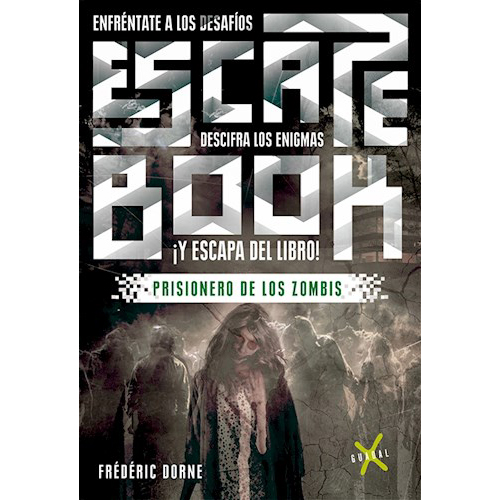 ENFRÉNTATE A LOS DESAFÍOS
ESCAPE
DESCIFRA LOS ENIGMAS
BOOK
¡Y ESCAPA DEL LIBRO!
PRISIONERO DE LOS ZOMBIS
GUADAL
FRÉDÉRIC DORNE